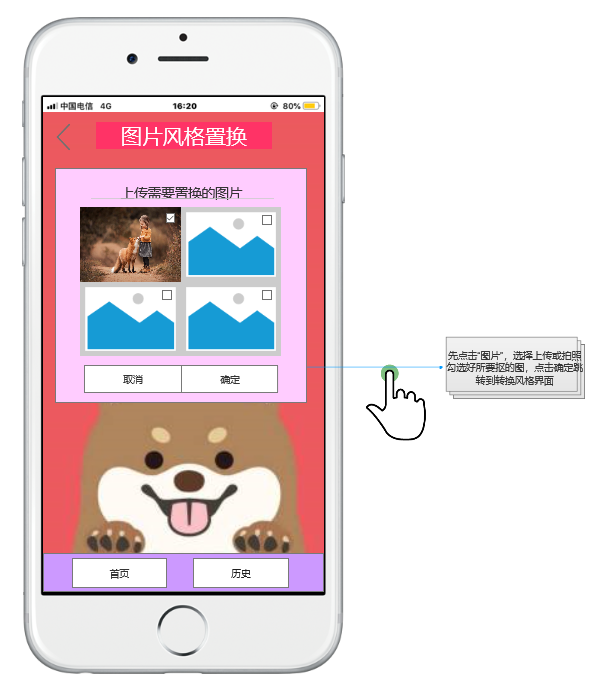 中国电信 4G 16:20 80%
图片风格置换
上传需要置换的图片
取消 确定
先点击“图片”，选择上传或拍照
勾选好所要抠的图，点击确定跳
转到转换风格界面
首页 历史